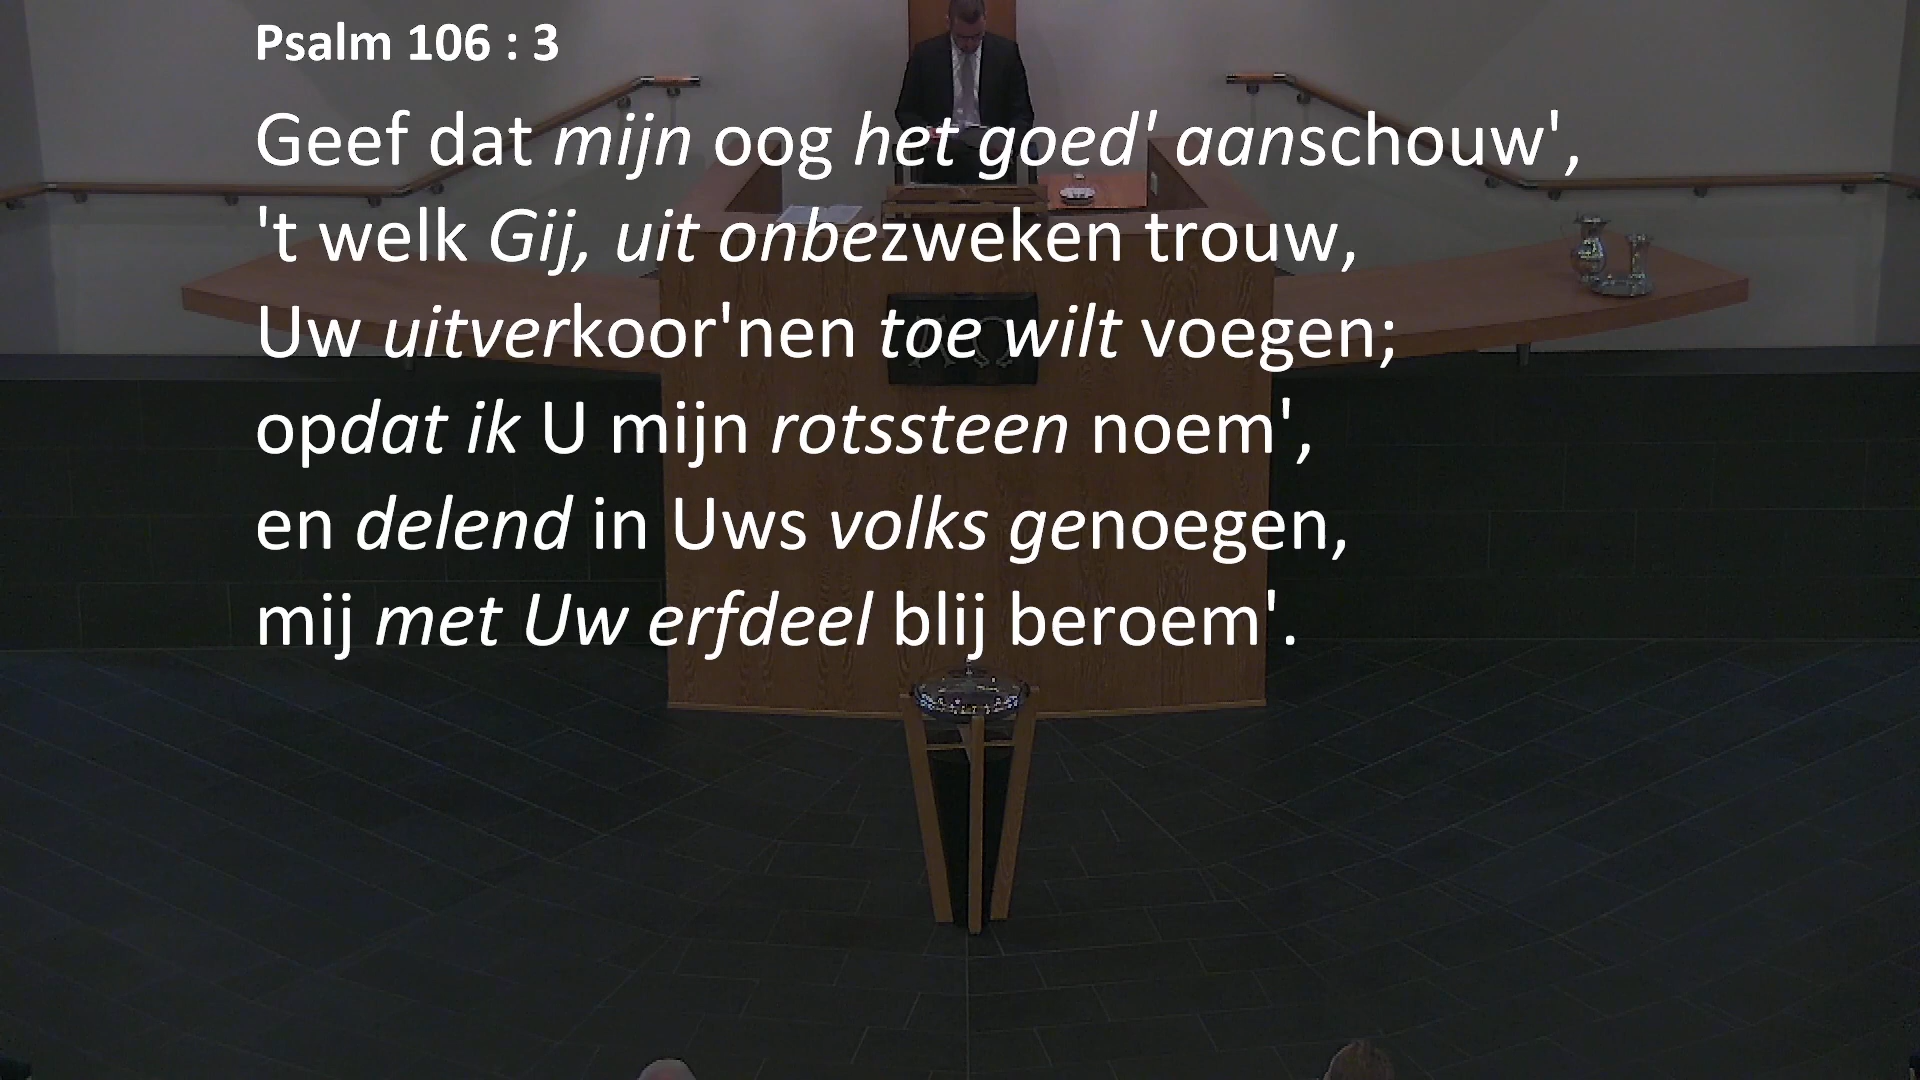 Psalm 106 : 3
Geef dat mijn oog het goed' aanschouw',
't welk Gij, uit onbezweken trouw,
Uw uitverkoor'nen toe wilt voegen;
opdat ik U mijn rotssteen noem',
en delend in Uws volks genoegen,
mij met Uw erfdeel blij beroem'.
ΑΩ